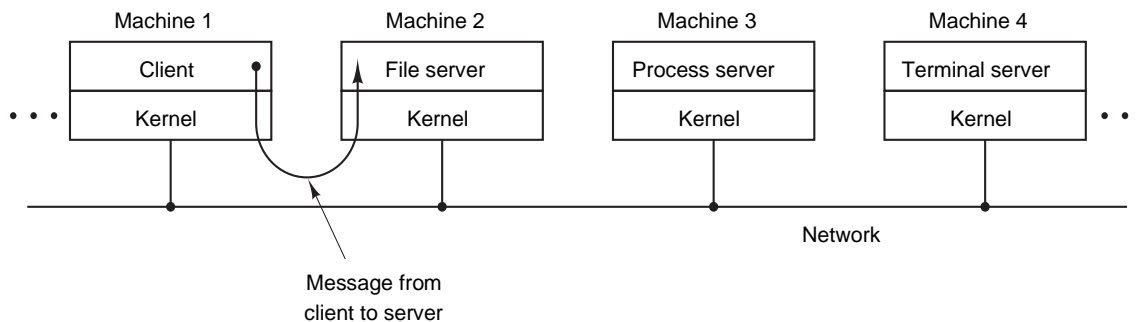 Machine 1
Machine 2
Machine 3
Machine 4
Client
File server
Process server
Terminal server
Kernel
Kernel
Kernel
Kernel
Network
Message from
client to server